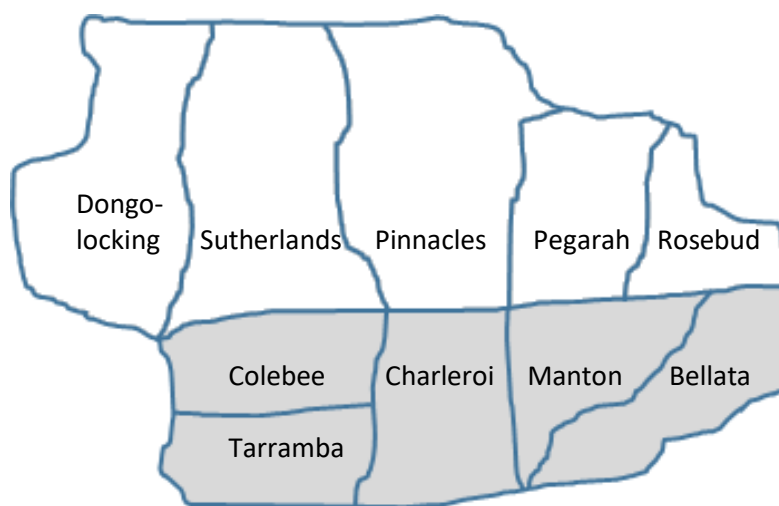 Dongo-
locking
Sutherlands
Pinnacles
Pegarah
Rosebud
Colebee
Charleroi
Manton
Bellata
Tarramba